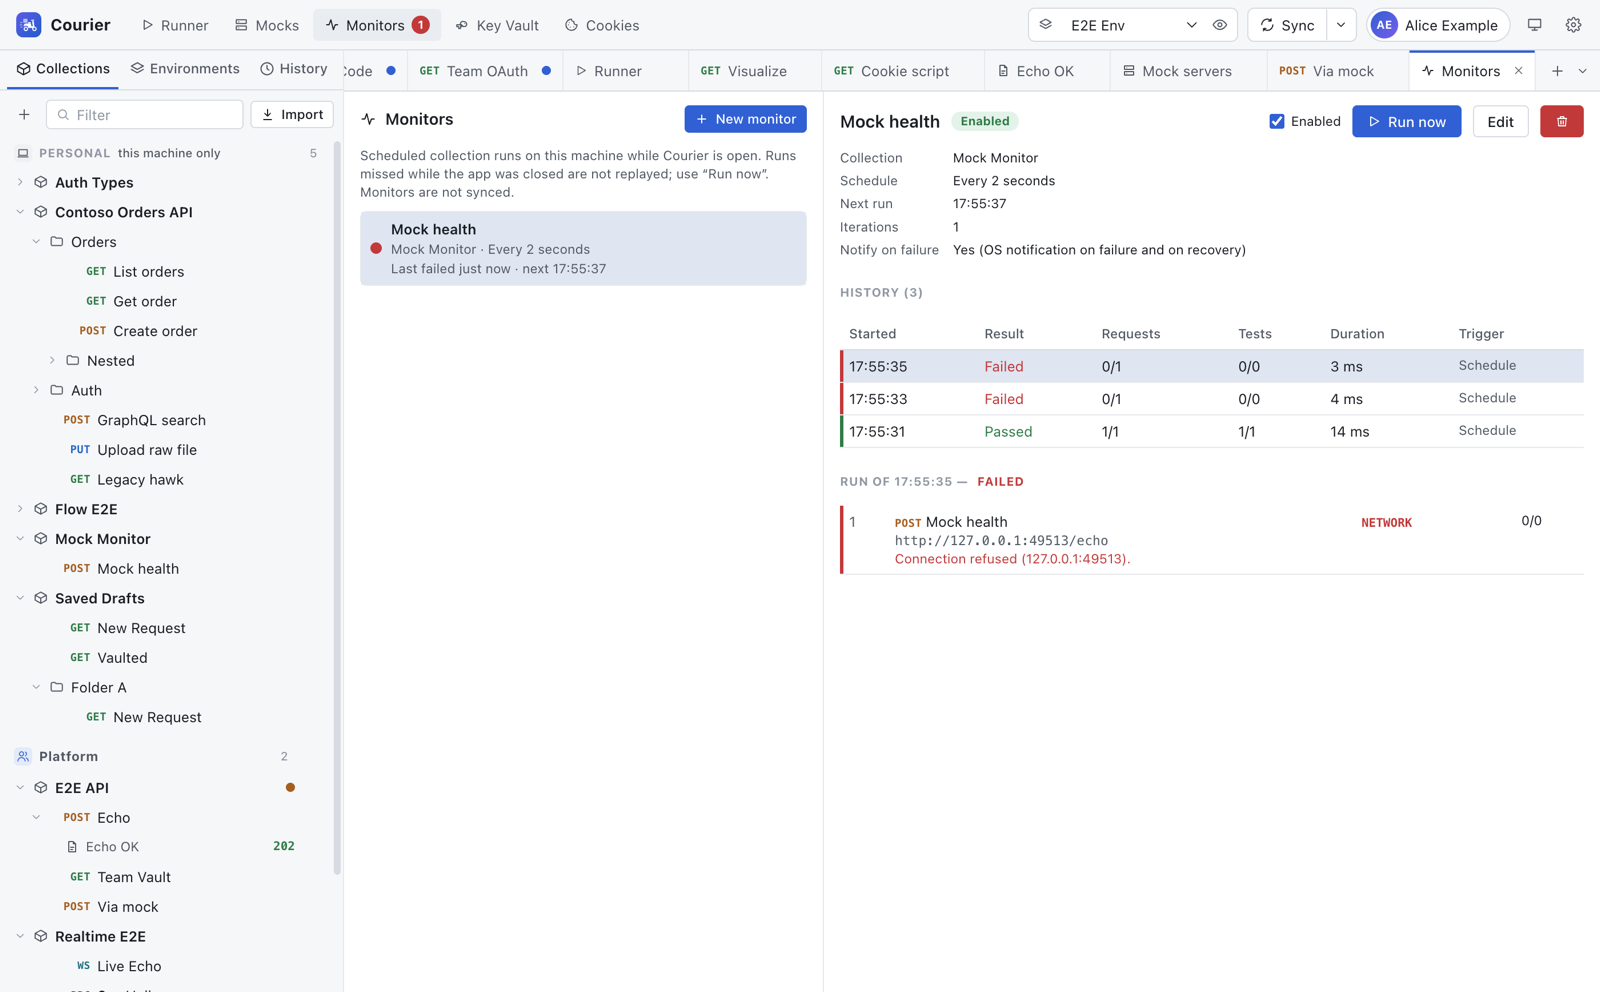 Courier
Runner
Mocks
Monitors 1
Key Vault
Cookies
E2E Env
Sync
AE Alice Example
Collections
Environments
History
Code
GET Team OAuth
Runner
GET Visualize
GET Cookie script
Echo OK
Mock servers
POST Via mock
Monitors
Filter
Import
PERSONAL this machine only 5
Auth Types
Contoso Orders API
Orders
GET List orders
GET Get order
POST Create order
Nested
Auth
POST GraphQL search
PUT Upload raw file
GET Legacy hawk
Flow E2E
Mock Monitor
POST Mock health
Saved Drafts
GET New Request
GET Vaulted
Folder A
GET New Request
Platform 2
E2E API
POST Echo
Echo OK 202
GET Team Vault
POST Via mock
Realtime E2E
WS Live Echo
Monitors
New monitor
Scheduled collection runs on this machine while Courier is open. Runs
missed while the app was closed are not replayed; use “Run now”.
Monitors are not synced.
Mock health
Mock Monitor · Every 2 seconds
Last failed just now · next 17:55:37
Mock health Enabled
Enabled
Run now
Edit
Collection Mock Monitor
Schedule Every 2 seconds
Next run 17:55:37
Iterations 1
Notify on failure Yes (OS notification on failure and on recovery)
HISTORY (3)
Started Result Requests Tests Duration Trigger
17:55:35 Failed 0/1 0/0 3 ms Schedule
17:55:33 Failed 0/1 0/0 4 ms Schedule
17:55:31 Passed 1/1 1/1 14 ms Schedule
RUN OF 17:55:35 — FAILED
1 POST Mock health NETWORK 0/0
http://127.0.0.1:49513/echo
Connection refused (127.0.0.1:49513).